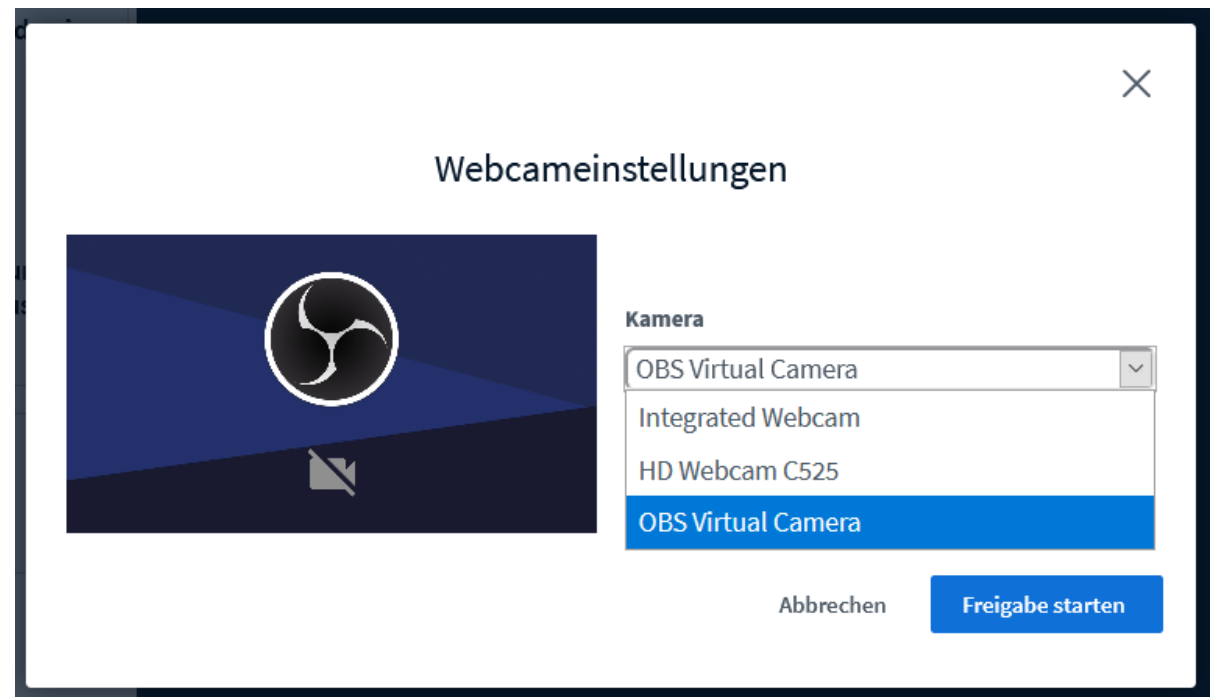 Webcameinstellungen
Kamera
OBS Virtual Camera
Integrated Webcam
HD Webcam C525
OBS Virtual Camera
Abbrechen
Freigabe starten